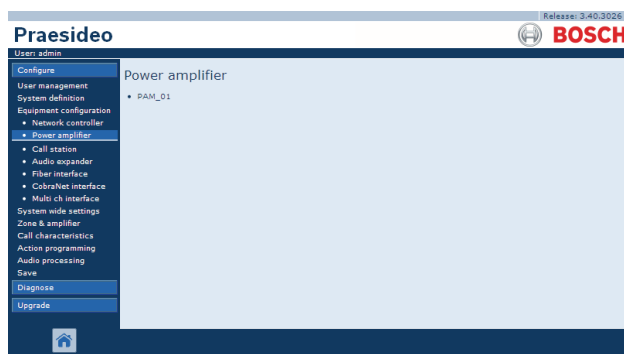 Release: 3.40.3026
Praesideo
BOSCH
User: admin
Configure
User management
System definition
Equipment configuration
• Network controller
• Power amplifier
• Call station
• Audio expander
• Fiber interface
• CobraNet interface
• Multi ch interface
System wide settings
Zone & amplifier
Call characteristics
Action programming
Audio processing
Save
Diagnose
Upgrade
Power amplifier
• PAM_01